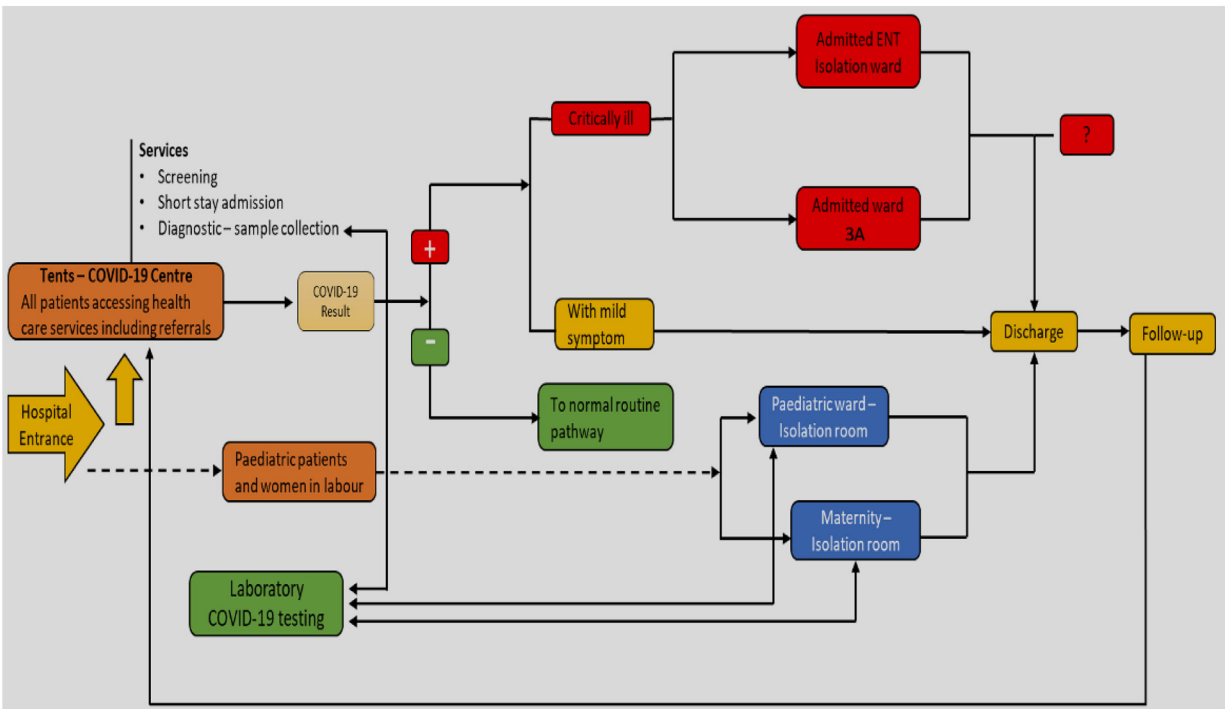 Services
• Screening
• Short stay admission
• Diagnostic – sample collection
Tents – COVID-19 Centre
All patients accessing health
care services including referrals
Hospital
Entrance
COVID-19
Result
+
-
Critically ill
With mild
symptom
To normal routine
pathway
Admitted ENT
Isolation ward
Admitted ward
3A
?
Discharge
Follow-up
Paediatric patients
and women in labour
Paediatric ward –
Isolation room
Maternity –
Isolation room
Laboratory
COVID-19 testing